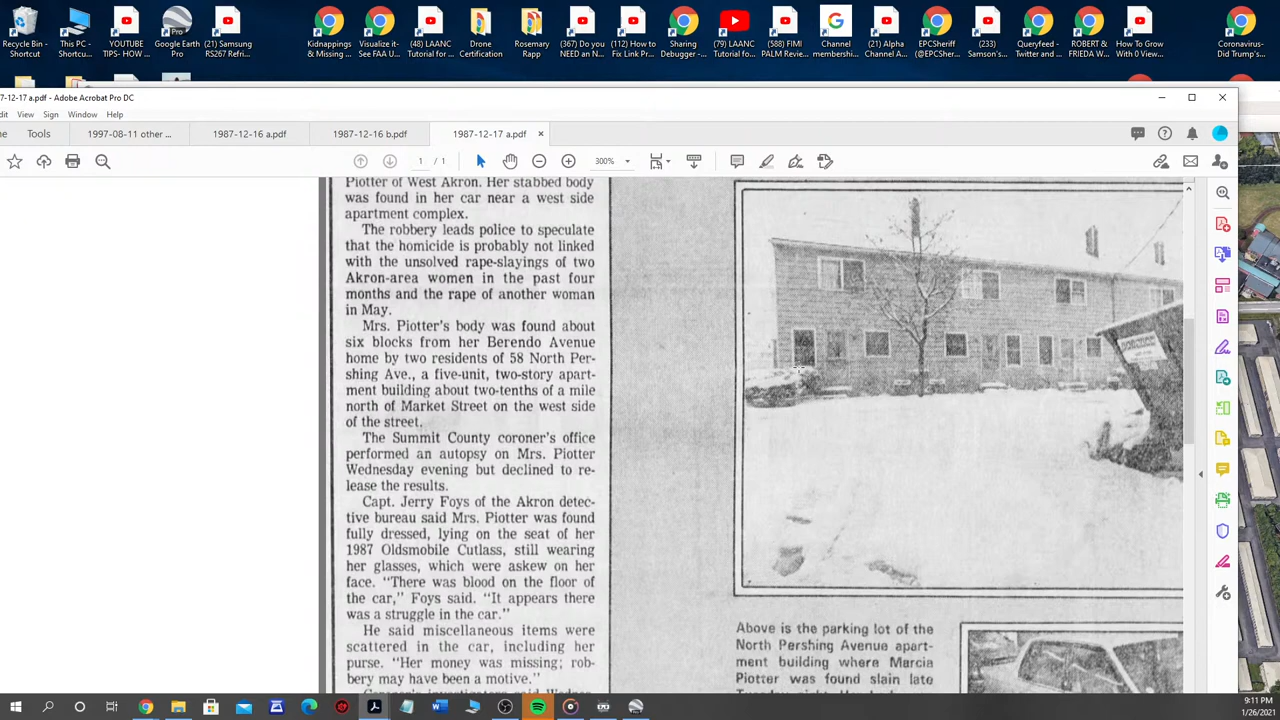 Recycle Bin - Shortcut
This PC - Shortcut
YOUTUBE TIPS- HOW ...
Google Earth Pro
(21) Samsung RS267 Refri...
Kidnappings & Missing ...
Visualize it- See FAA U...
(48) LAANC Tutorial for ...
Drone Certification
Rosemary Rapp
(367) Do you NEED an N...
(112) How to Fix Link Pr...
Sharing Debugger -...
(79) LAANC Tutorial fo...
(588) FIMI PALM Revie...
Channel membershi...
(21) Alpha Channel A...
EPCSheriff (@EPCSher...
(233) Samson's ...
Queryfeed - Twitter and ...
ROBERT & FRIEDA W...
How To Grow With 0 View...
Coronavirus- Did Trump's...
7-12-17 a.pdf - Adobe Acrobat Pro DC
dit View Sign Window Help
ne Tools 1997-08-11 other ... 1987-12-16 a.pdf 1987-12-16 b.pdf 1987-12-17 a.pdf ×
1 / 1 300%
Piotter of West Akron. Her stabbed body
was found in her car near a west side
apartment complex.
The robbery leads police to speculate
that the homicide is probably not linked
with the unsolved rape-slayings of two
Akron-area women in the past four
months and the rape of another woman
in May.
Mrs. Piotter's body was found about
six blocks from her Berendo Avenue
home by two residents of 58 North Per-
shing Ave., a five-unit, two-story apart-
ment building about two-tenths of a mile
north of Market Street on the west side
of the street.
The Summit County coroner's office
performed an autopsy on Mrs. Piotter
Wednesday evening but declined to re-
lease the results.
Capt. Jerry Foys of the Akron detec-
tive bureau said Mrs. Piotter was found
fully dressed, lying on the seat of her
1987 Oldsmobile Cutlass, still wearing
her glasses, which were askew on her
face. "There was blood on the floor of
the car," Foys said. "It appears there
was a struggle in the car."
He said miscellaneous items were
scattered in the car, including her
purse. "Her money was missing; rob-
bery may have been a motive."
Above is the parking lot of the
North Pershing Avenue apart-
ment building where Marcia
Piotter was found slain late
9:11 PM
1/26/2021